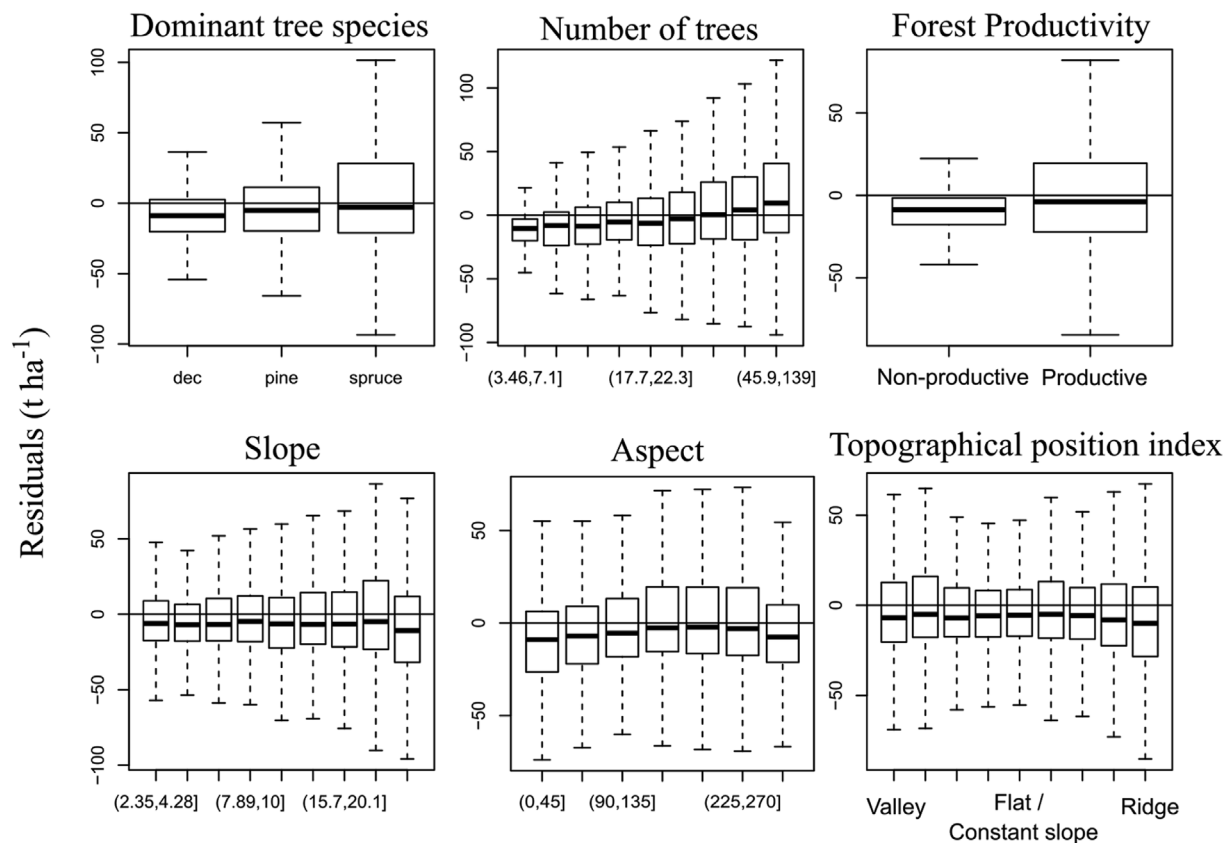 Dominant tree species
Number of trees
Forest Productivity
100
50
0
−50
−100
dec
pine
spruce
100
50
0
−50
−100
(3.46,7.1]
(17.7,22.3]
(45.9,139]
50
0
−50
Non-productive
Productive
Residuals (t ha-1)
Slope
Aspect
Topographical position index
50
0
−50
−100
(2.35,4.28]
(7.89,10]
(15.7,20.1]
50
0
−50
(0,45]
(90,135]
(225,270]
50
0
−50
Valley
Flat /
Constant slope
Ridge